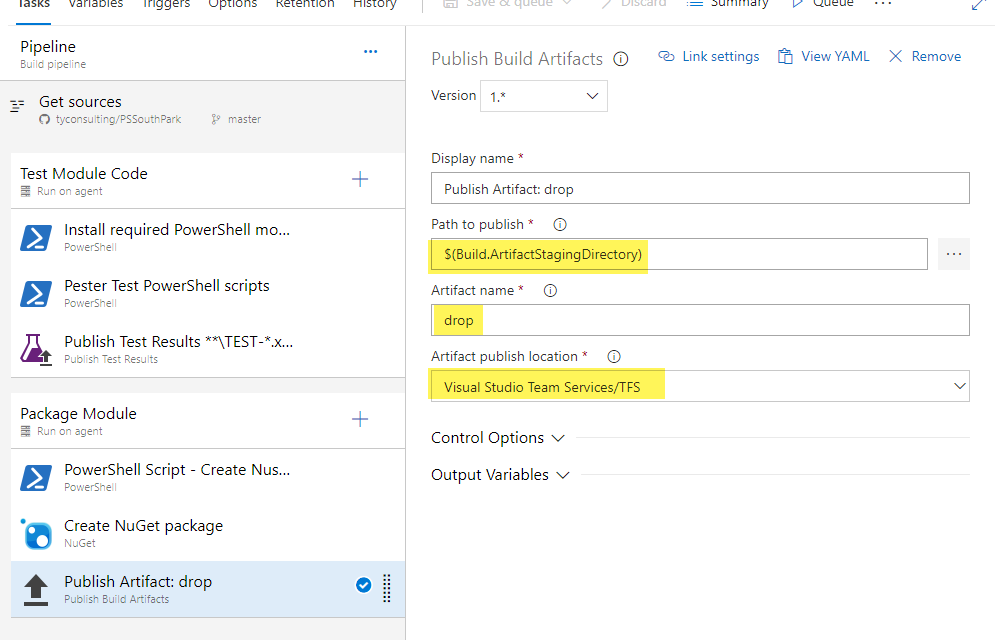 Tasks Variables Triggers Options Retention History Save & queue Discard Summary Queue ...
Pipeline
Build pipeline
Get sources
tyconsulting/PSSouthPark master
Test Module Code
Run on agent
Install required PowerShell mo...
PowerShell
Pester Test PowerShell scripts
PowerShell
Publish Test Results **\TEST-*.x...
Publish Test Results
Package Module
Run on agent
PowerShell Script - Create Nus...
PowerShell
Create NuGet package
NuGet
Publish Artifact: drop
Publish Build Artifacts
Publish Build Artifacts Link settings View YAML Remove
Version 1.*
Display name *
Publish Artifact: drop
Path to publish *
$(Build.ArtifactStagingDirectory)
Artifact name *
drop
Artifact publish location *
Visual Studio Team Services/TFS
Control Options
Output Variables